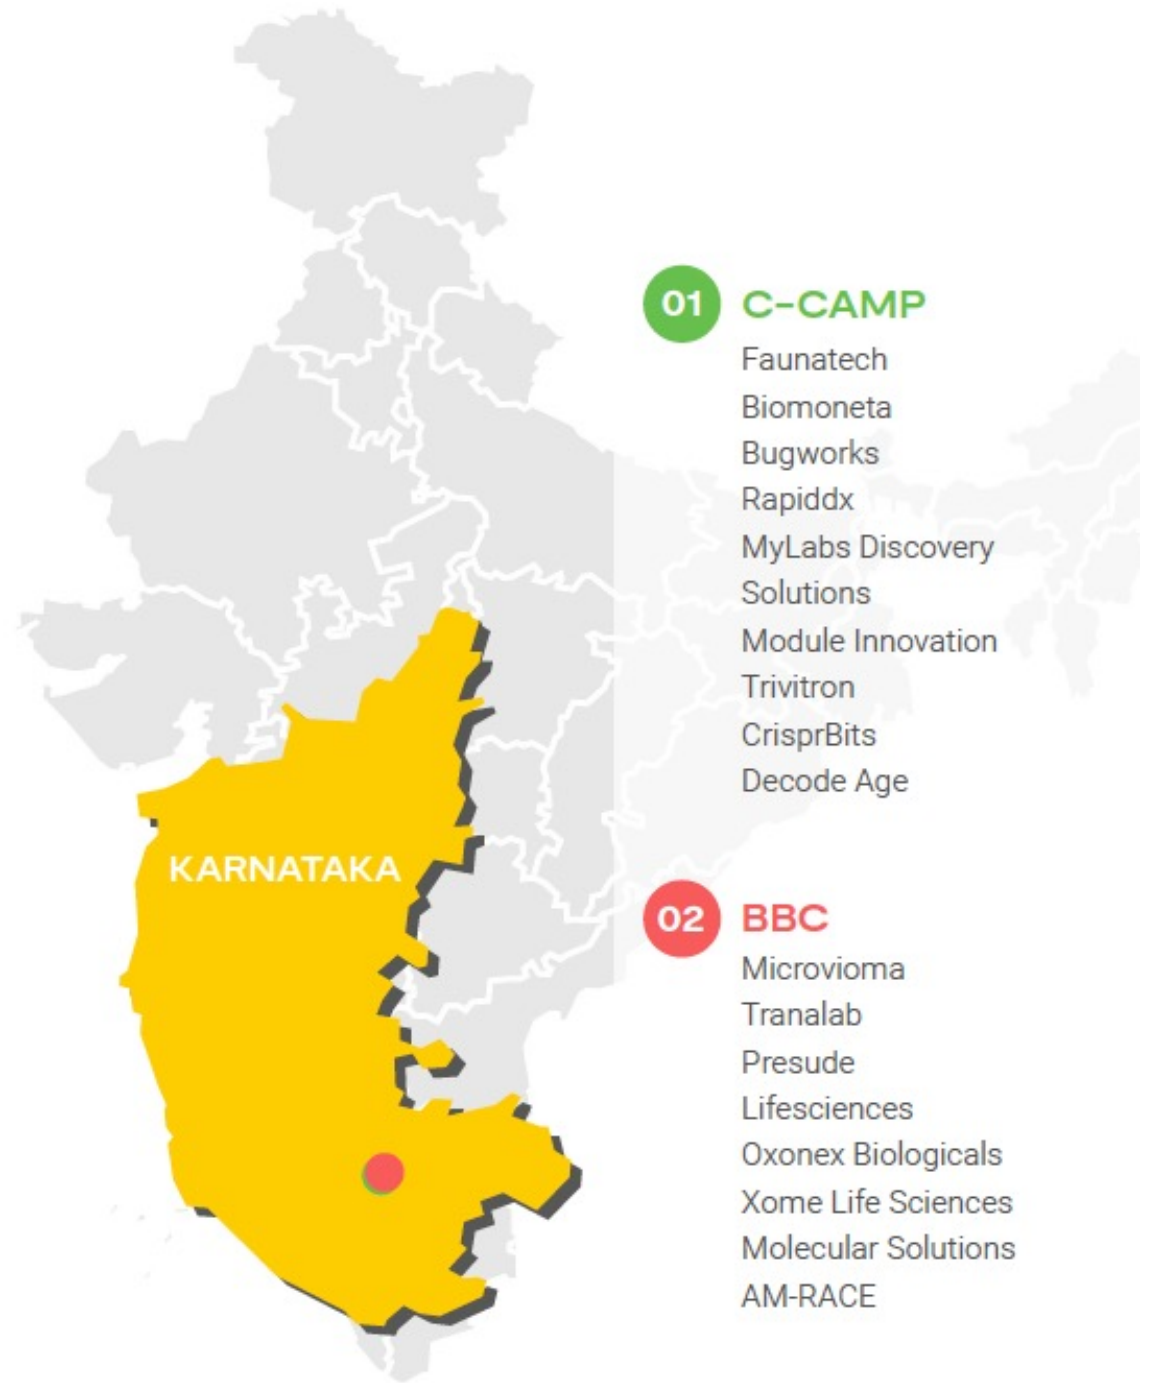 KARNATAKA
01
C-CAMP
Faunatech
Biomoneta
Bugworks
Rapiddx
MyLabs Discovery
Solutions
Module Innovation
Trivitron
CrisprBits
Decode Age
02
BBC
Microvioma
Tranalab
Presude
Lifesciences
Oxonex Biologicals
Xome Life Sciences
Molecular Solutions
AM-RACE